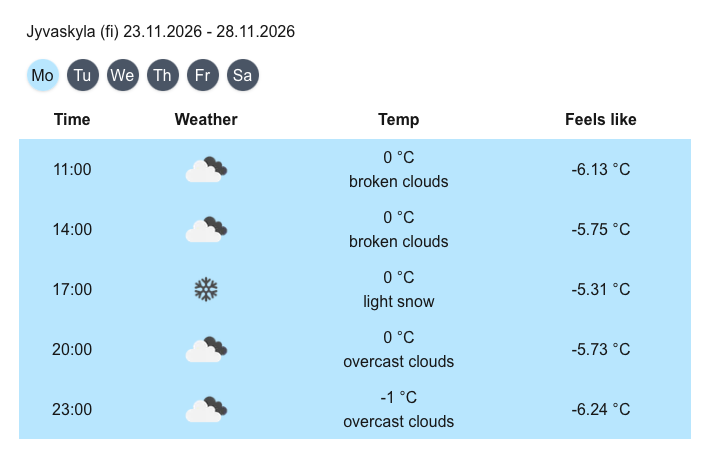 Jyvaskyla (fi) 23.11.2026 - 28.11.2026
Mo Tu We Th Fr Sa
Time Weather Temp Feels like
11:00 0 °C broken clouds -6.13 °C
14:00 0 °C broken clouds -5.75 °C
17:00 0 °C light snow -5.31 °C
20:00 0 °C overcast clouds -5.73 °C
23:00 -1 °C overcast clouds -6.24 °C